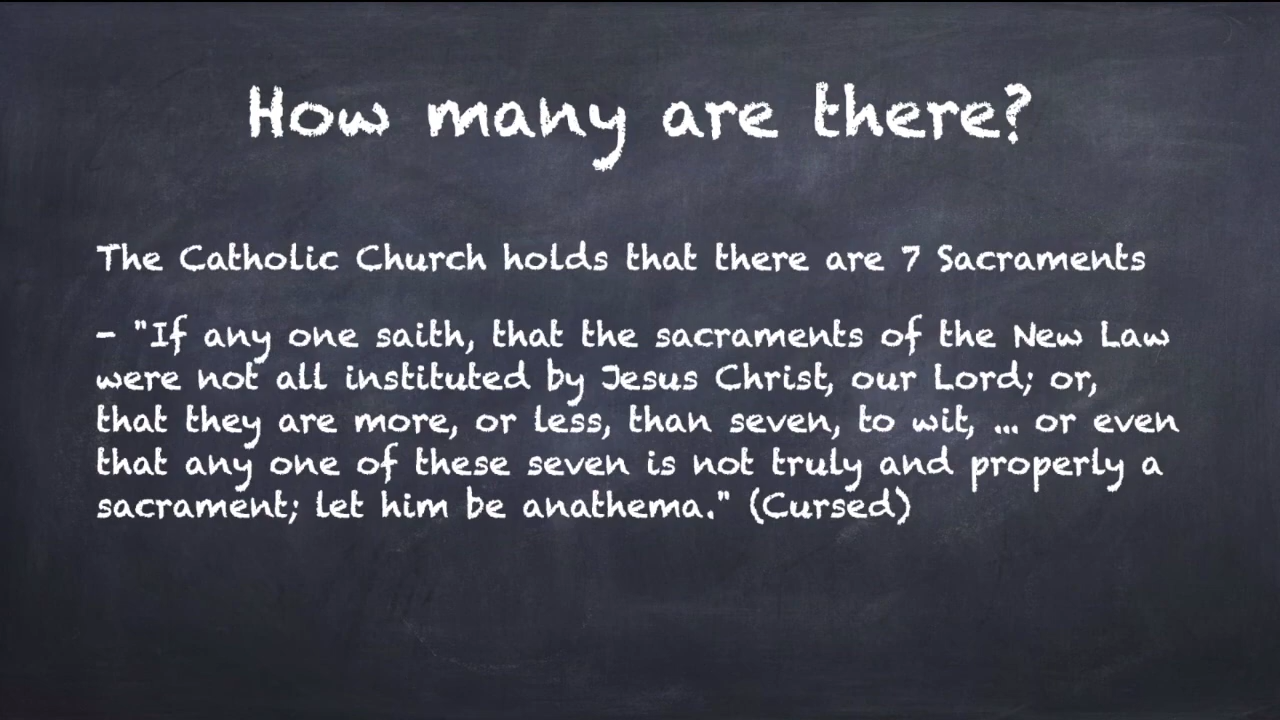 How many are there?
The Catholic Church holds that there are 7 Sacraments
- "If any one saith, that the sacraments of the New Law
were not all instituted by Jesus Christ, our Lord; or,
that they are more, or less, than seven, to wit, ... or even
that any one of these seven is not truly and properly a
sacrament; let him be anathema." (Cursed)